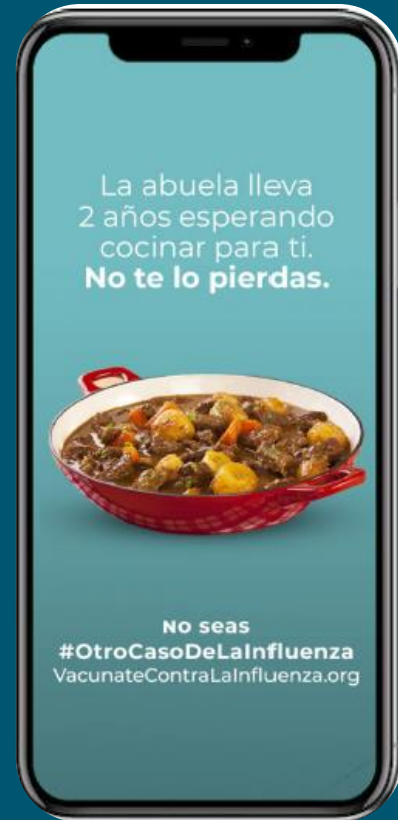 La abuela lleva
2 años esperando
cocinar para ti.
No te lo pierdas.
No seas
#OtroCasoDeLaInfluenza
VacunateContraLaInfluenza.org